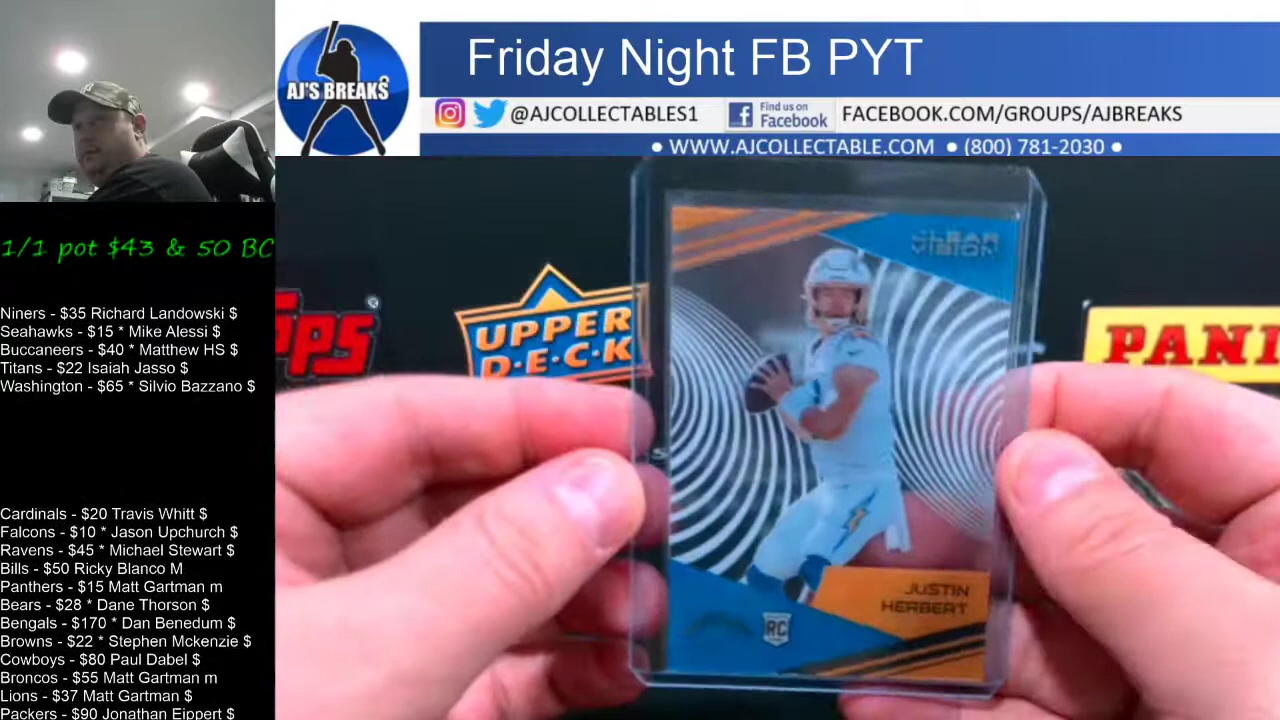 Friday Night FB PYT
AJ'S BREAKS
@AJCOLLECTABLES1
Find us on
Facebook
FACEBOOK.COM/GROUPS/AJBREAKS
• WWW.AJCOLLECTABLE.COM • (800) 781-2030 •
1/1 pot $43 & 50 BC
Niners - $35 Richard Landowski $
Seahawks - $15 * Mike Alessi $
Buccaneers - $40 * Matthew HS $
Titans - $22 Isaiah Jasso $
Washington - $65 * Silvio Bazzano $
Cardinals - $20 Travis Whitt $
Falcons - $10 * Jason Upchurch $
Ravens - $45 * Michael Stewart $
Bills - $50 Ricky Blanco M
Panthers - $15 Matt Gartman m
Bears - $28 * Dane Thorson $
Bengals - $170 * Dan Benedum $
Browns - $22 * Stephen Mckenzie $
Cowboys - $80 Paul Dabel $
Broncos - $55 Matt Gartman m
Lions - $37 Matt Gartman $
Packers - $90 Jonathan Eippert $
PPS
®
UPPER
D·E·C·K
PANI
CLEAR
VISION
JUSTIN
HERBERT
RC